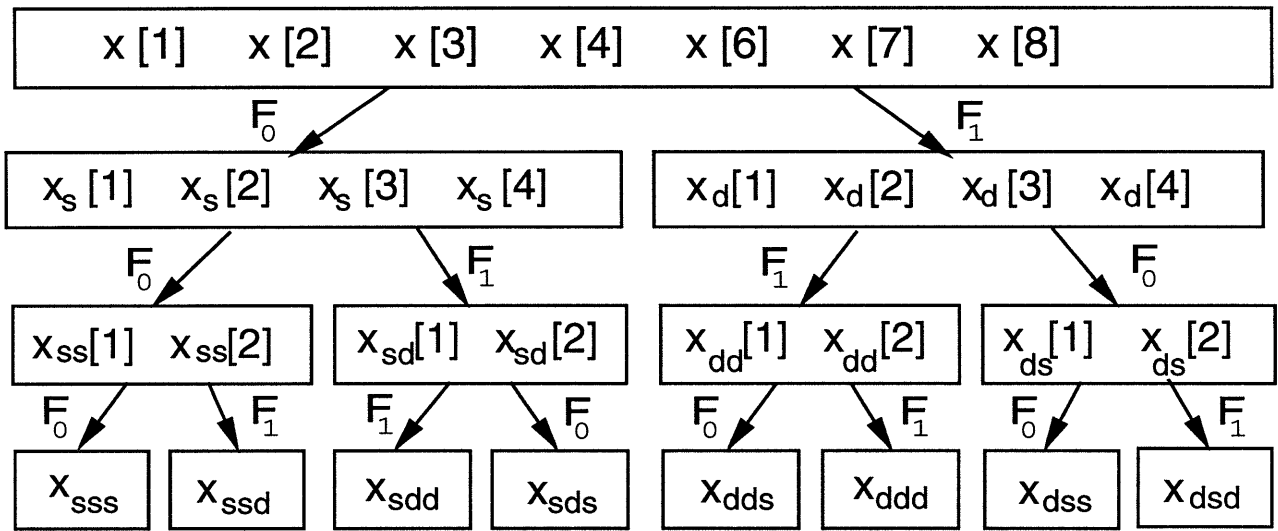 x [1] x [2] x [3] x [4] x [6] x [7] x [8]
F0 F1
xs [1] xs [2] xs [3] xs [4] xd[1] xd[2] xd[3] xd[4]
F0 F1 F1 F0
xss[1] xss[2] xsd[1] xsd[2] xdd[1] xdd[2] xds[1] xds[2]
F0 F1 F1 F0 F0 F1 F0 F1
xsss xssd xsdd xsds xdds xddd xdss xdsd